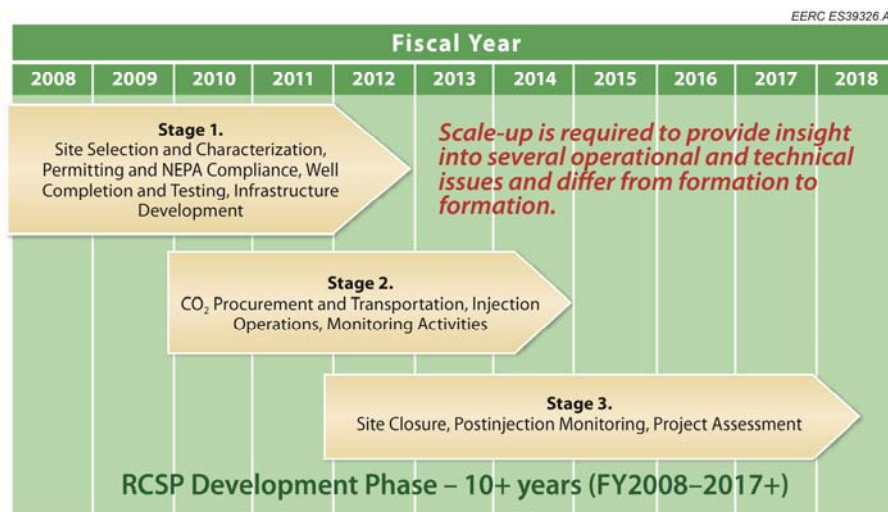 EERC ES39326.A
Fiscal Year
2008 2009 2010 2011 2012 2013 2014 2015 2016 2017 2018
Stage 1.
Site Selection and Characterization,
Permitting and NEPA Compliance, Well
Completion and Testing, Infrastructure
Development
Scale-up is required to provide insight
into several operational and technical
issues and differ from formation to
formation.
Stage 2.
CO₂ Procurement and Transportation, Injection
Operations, Monitoring Activities
Stage 3.
Site Closure, Postinjection Monitoring, Project Assessment
RCSP Development Phase – 10+ years (FY2008–2017+)